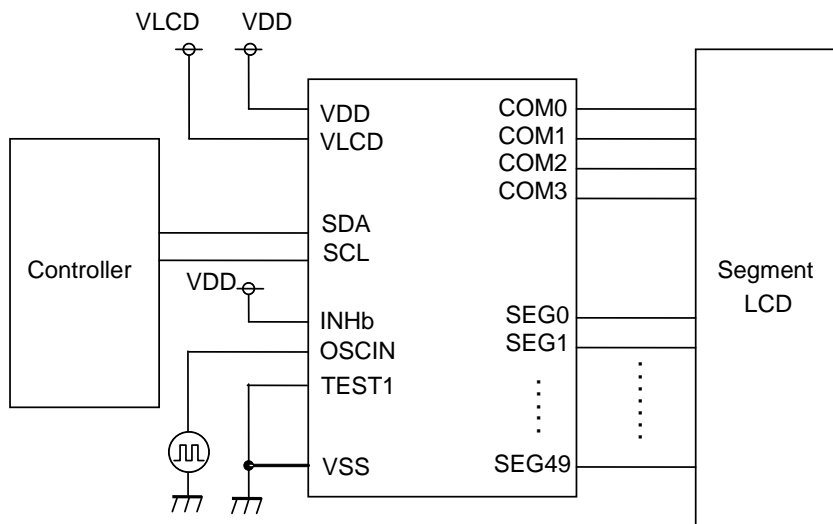 VLCD VDD
VDD
VLCD
COM0
COM1
COM2
COM3
SDA
SCL
Controller
VDD
Segment
LCD
INHb
OSCIN
TEST1
SEG0
SEG1
VSS
SEG49